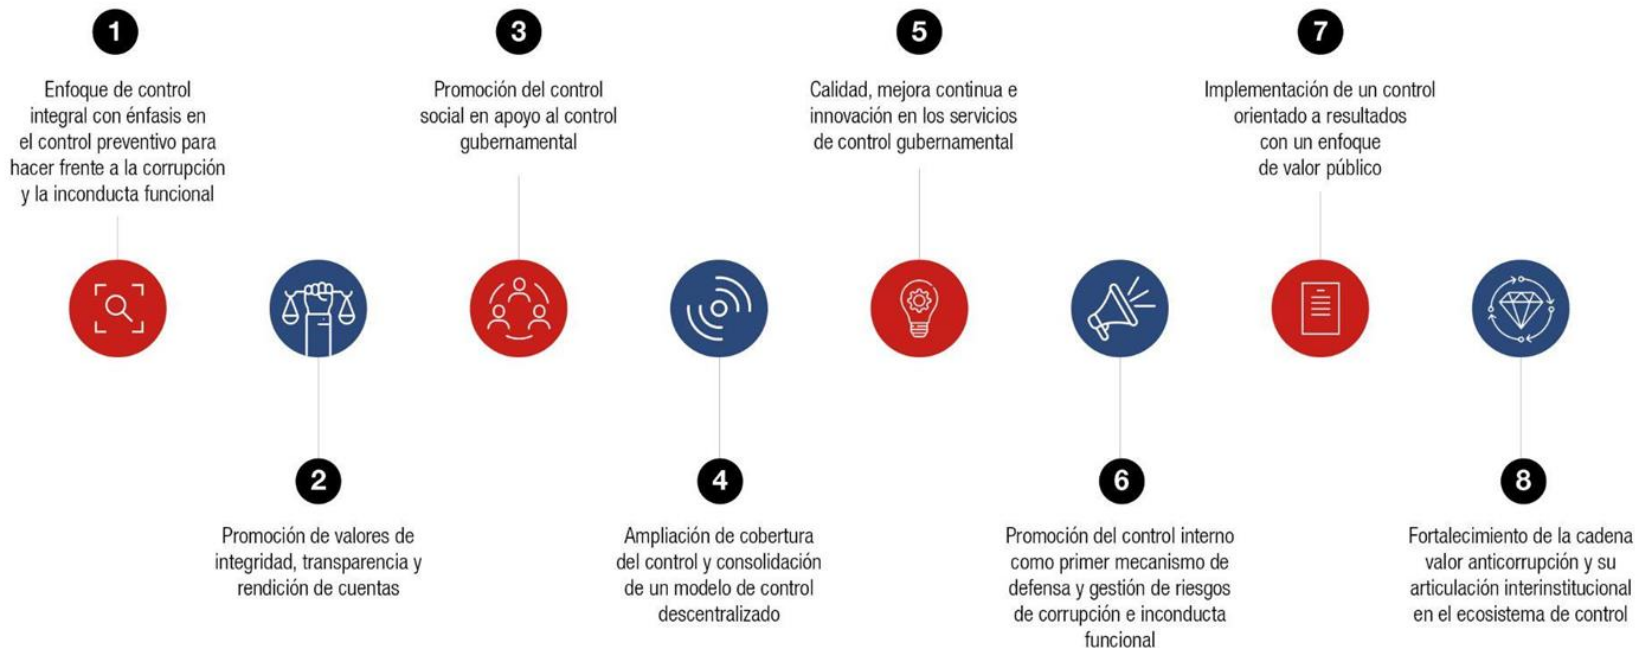 1
Enfoque de control
integral con énfasis en
el control preventivo para
hacer frente a la corrupción
y la inconducta funcional
2
Promoción de valores de
integridad, transparencia y
rendición de cuentas
3
Promoción del control
social en apoyo al control
gubernamental
4
Ampliación de cobertura
del control y consolidación
de un modelo de control
descentralizado
5
Calidad, mejora continua e
innovación en los servicios
de control gubernamental
6
Promoción del control interno
como primer mecanismo de
defensa y gestión de riesgos
de corrupción e inconducta
funcional
7
Implementación de un control
orientado a resultados
con un enfoque
de valor público
8
Fortalecimiento de la cadena
valor anticorrupción y su
articulación interinstitucional
en el ecosistema de control